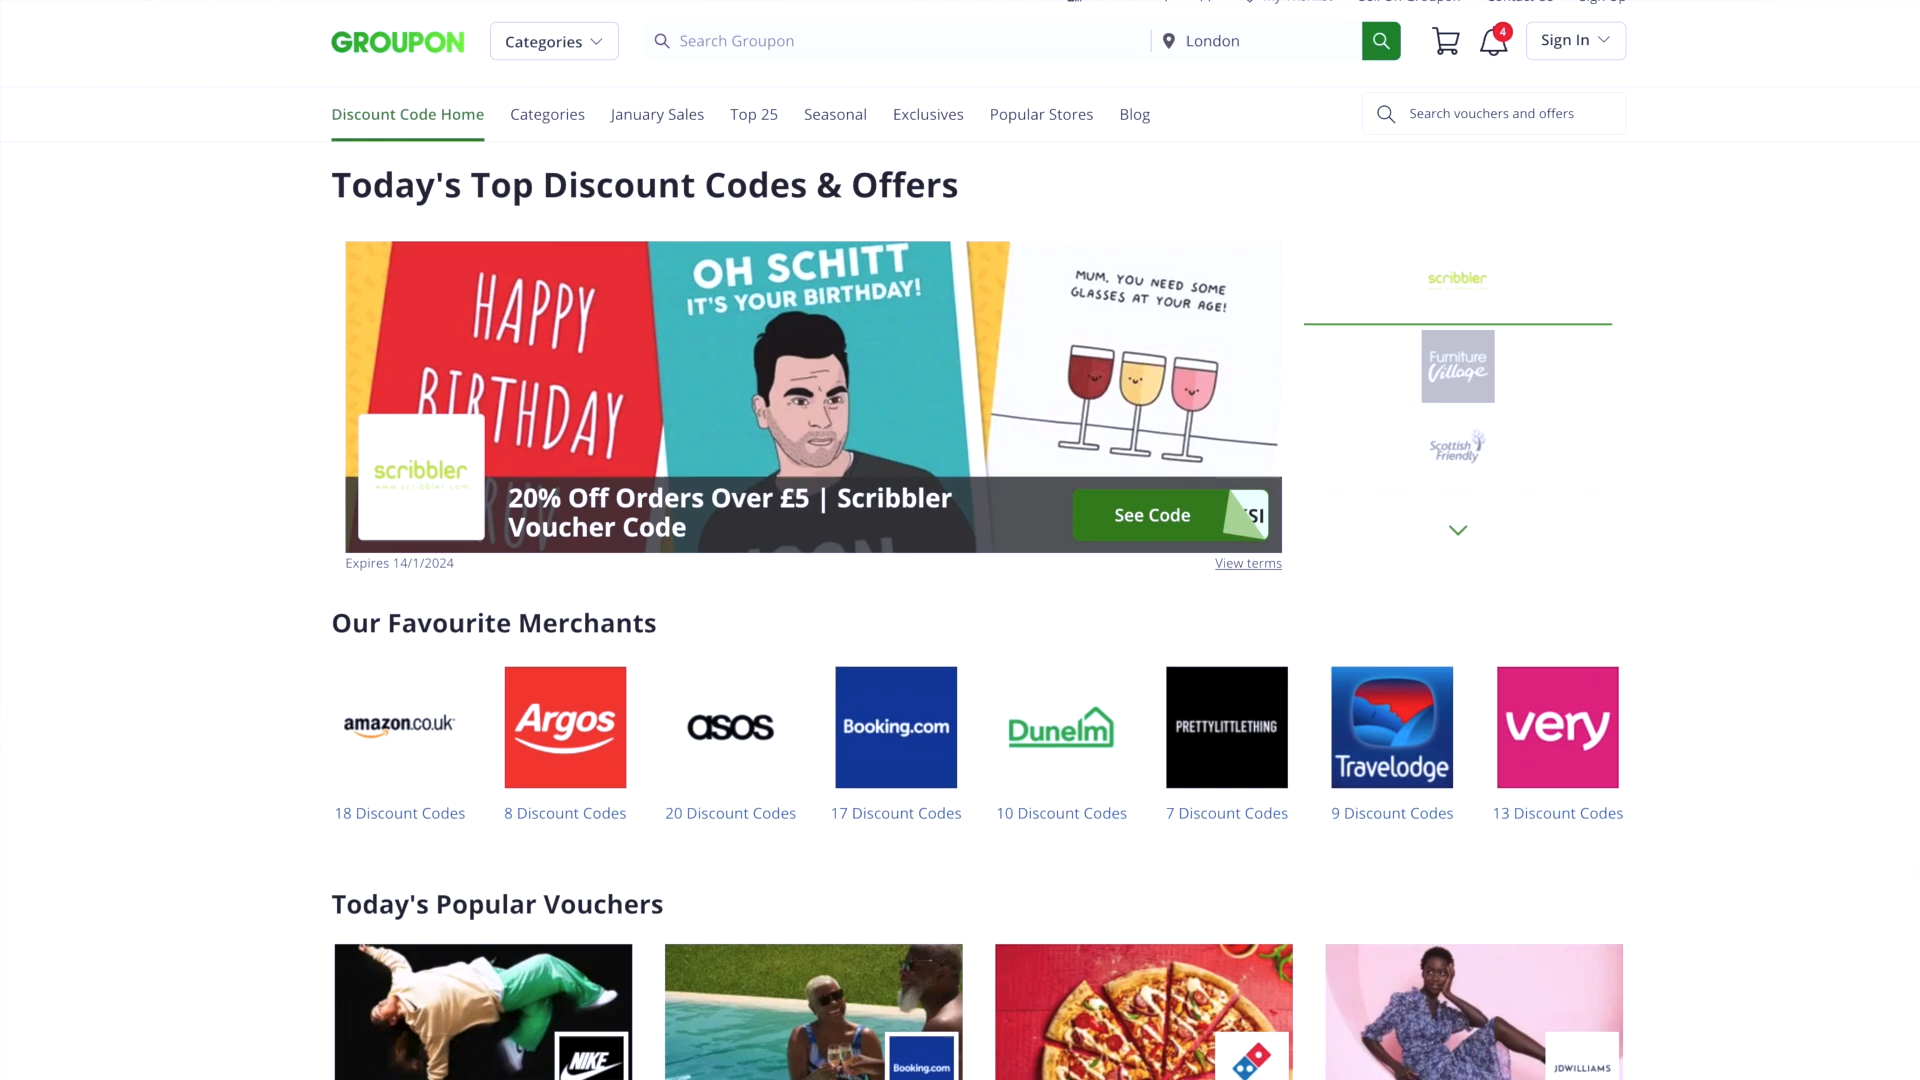 GROUPON
Categories
Search Groupon
London
4
Sign In
Discount Code Home
Categories
January Sales
Top 25
Seasonal
Exclusives
Popular Stores
Blog
Search vouchers and offers
Today's Top Discount Codes & Offers
HAPPY
BIRTHDAY
OH SCHITT
IT'S YOUR BIRTHDAY!
MUM, YOU NEED SOME
GLASSES AT YOUR AGE!
scribbler
www.scribbler.com
20% Off Orders Over £5 | Scribbler
Voucher Code
See Code
KSI
Expires 14/1/2024
View terms
scribbler
Furniture
Village
Scottish
Friendly
Our Favourite Merchants
amazon.co.uk
Argos
asos
Booking.com
Dunelm
PRETTYLITTLETHING
Travelodge
very
18 Discount Codes
8 Discount Codes
20 Discount Codes
17 Discount Codes
10 Discount Codes
7 Discount Codes
9 Discount Codes
13 Discount Codes
Today's Popular Vouchers
NIKE
Booking.com
JDWILLIAMS